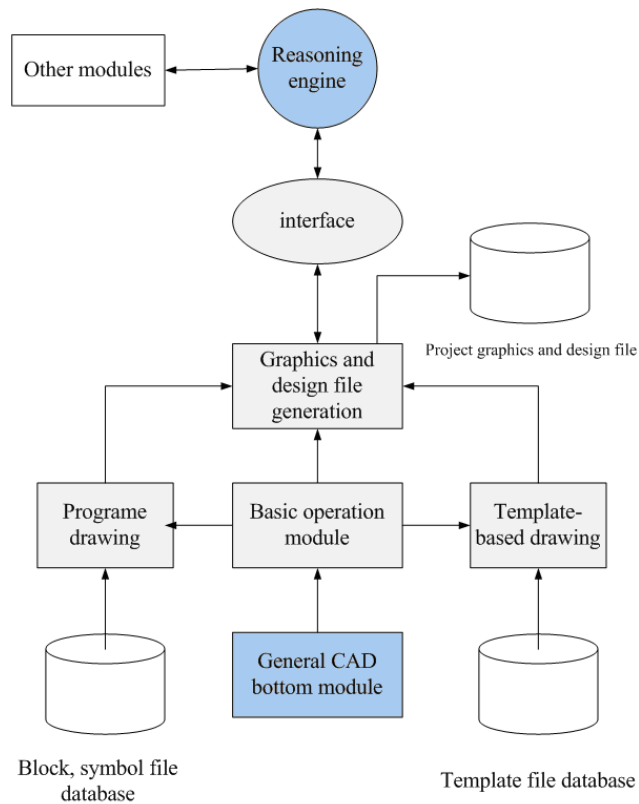 Other modules
Reasoning
engine
interface
Project graphics and design file
Graphics and
design file
generation
Programe
drawing
Basic operation
module
Template-
based drawing
General CAD
bottom module
Block, symbol file
database
Template file database